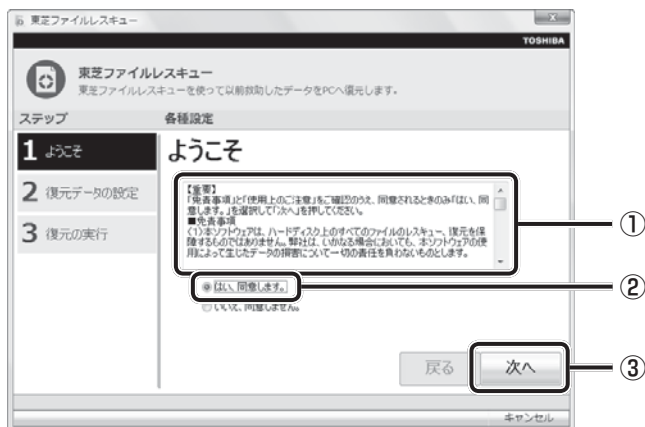 東芝ファイルレスキュー
TOSHIBA
東芝ファイルレスキュー
東芝ファイルレスキューを使って以前救助したデータをPCへ復元します。
ステップ
各種設定
1 ようこそ
2 復元データの設定
3 復元の実行
ようこそ
【重要】
「免責事項」と「使用上のご注意」をご確認のうえ、同意されるときのみ「はい、同
意します。」を選択して「次へ」を押してください。
■免責事項
(1)本ソフトウェアは、ハードディスク上のすべてのファイルのレスキュー、復元を保
障するものではありません。弊社は、いかなる場合においても、本ソフトウェアの使
用によって生じたデータの損害について一切の責任を負わないものとします。
①
はい、同意します。
②
いいえ、同意しません。
戻る
次へ
③
キャンセル